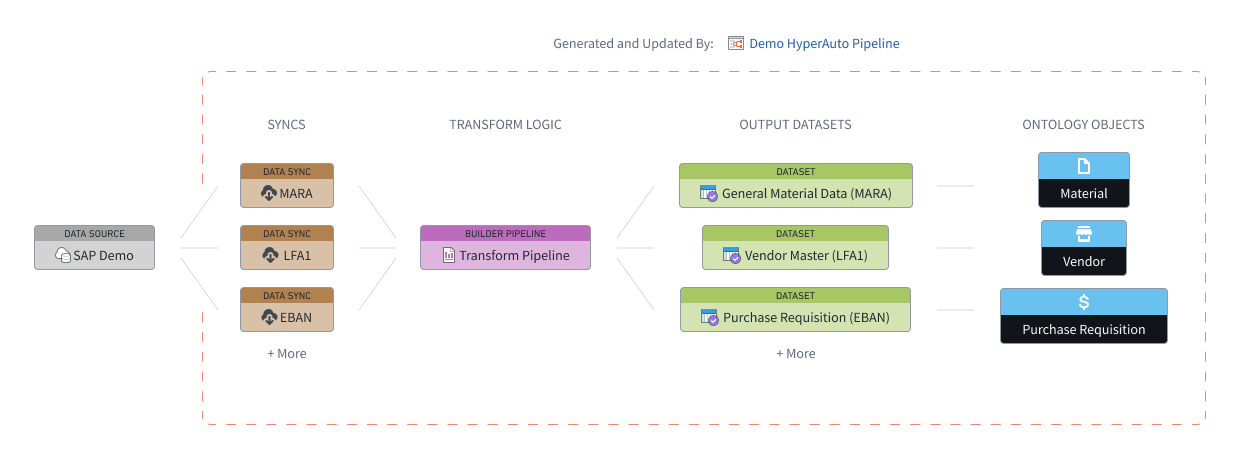 Generated and Updated By: Demo HyperAuto Pipeline
SYNCS
TRANSFORM LOGIC
OUTPUT DATASETS
ONTOLOGY OBJECTS
DATA SOURCE
SAP Demo
DATA SYNC
MARA
DATA SYNC
LFA1
DATA SYNC
EBAN
+ More
BUILDER PIPELINE
Transform Pipeline
DATASET
General Material Data (MARA)
DATASET
Vendor Master (LFA1)
DATASET
Purchase Requisition (EBAN)
+ More
Material
Vendor
$
Purchase Requisition